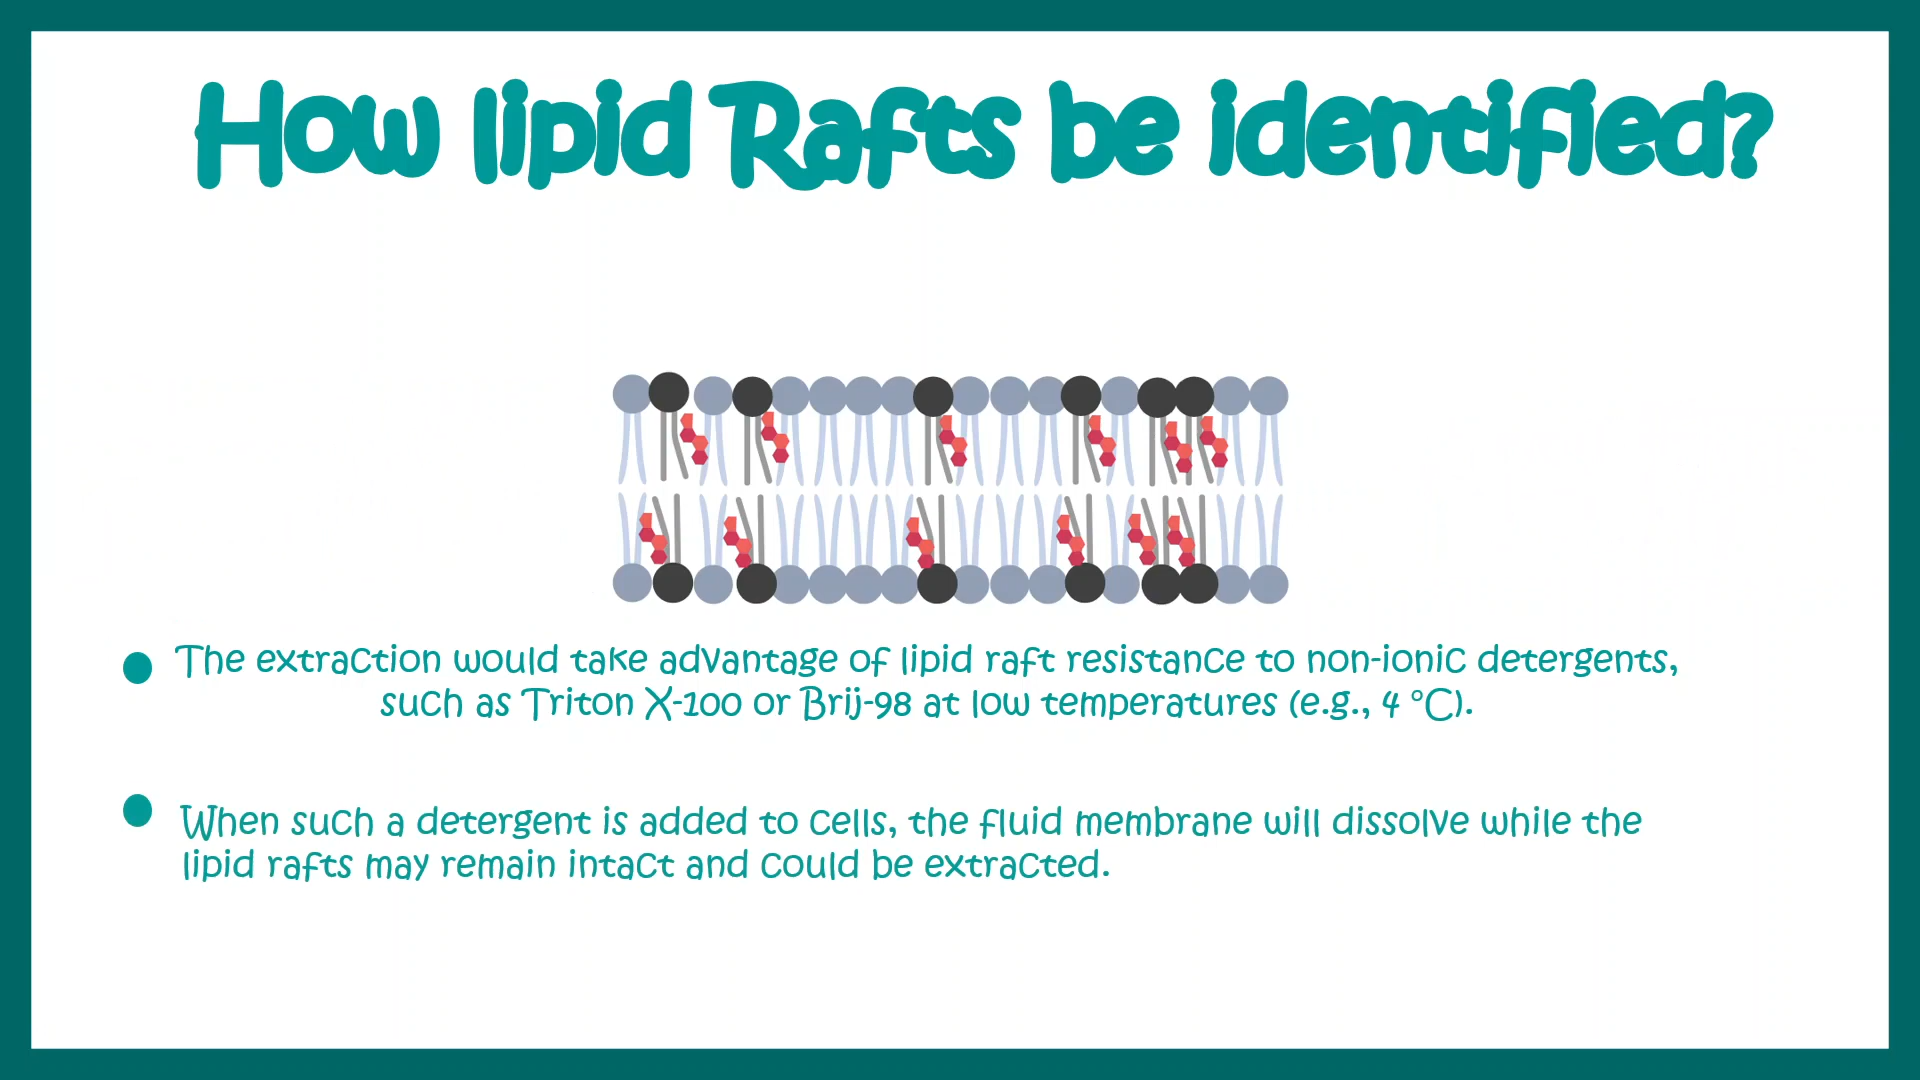 How lipid Rafts be identified?
The extraction would take advantage of lipid raft resistance to non-ionic detergents,
such as Triton X-100 or Brij-98 at low temperatures (e.g., 4 °C).
When such a detergent is added to cells, the fluid membrane will dissolve while the
lipid rafts may remain intact and could be extracted.